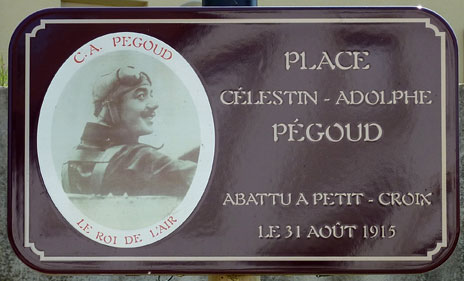 C.A. PEGOUD
LE ROI DE L'AIR
PLACE
CÉLESTIN - ADOLPHE
PÉGOUD
ABATTU A PETIT - CROIX
LE 31 AOÛT 1915